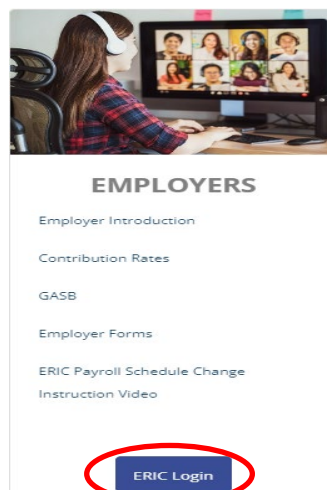 EMPLOYERS
Employer Introduction
Contribution Rates
GASB
Employer Forms
ERIC Payroll Schedule Change
Instruction Video
ERIC Login